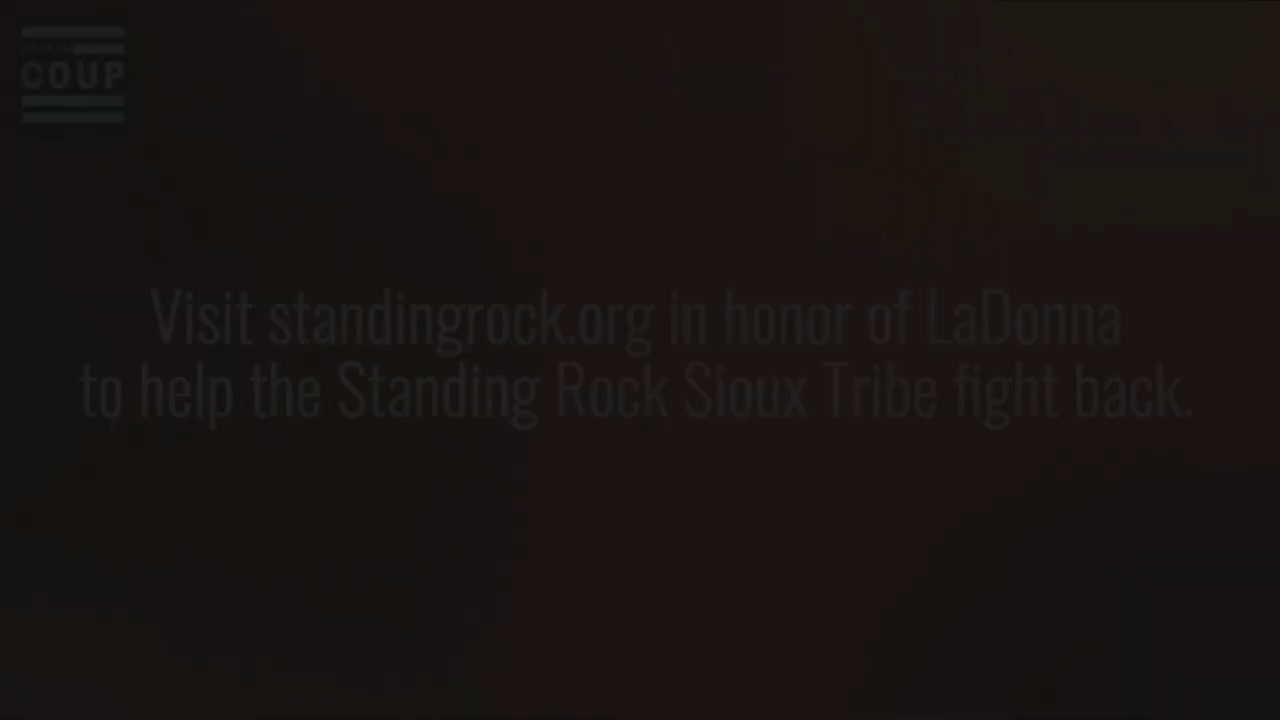 COUP
Visit standingrock.org in honor of LaDonna
to help the Standing Rock Sioux Tribe fight back.